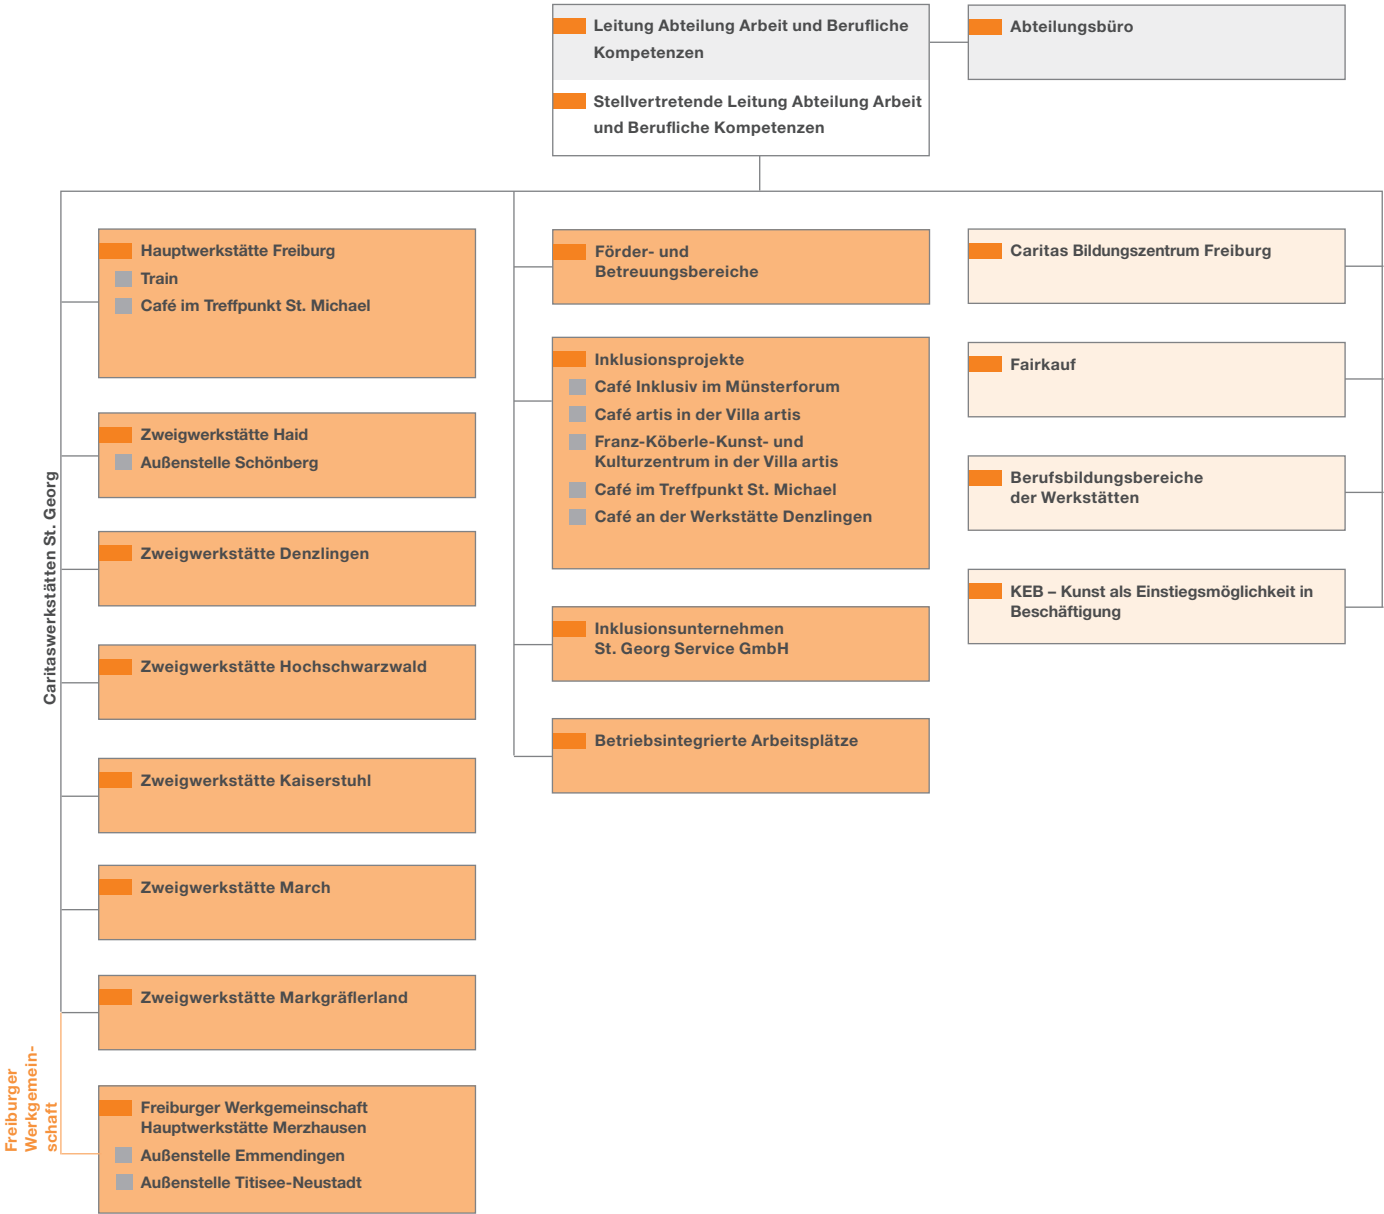 Leitung Abteilung Arbeit und Berufliche
Kompetenzen
Stellvertretende Leitung Abteilung Arbeit
und Berufliche Kompetenzen
Abteilungsbüro
Caritaswerkstätten St. Georg
Hauptwerkstätte Freiburg
Train
Café im Treffpunkt St. Michael
Zweigwerkstätte Haid
Außenstelle Schönberg
Zweigwerkstätte Denzlingen
Zweigwerkstätte Hochschwarzwald
Zweigwerkstätte Kaiserstuhl
Zweigwerkstätte March
Zweigwerkstätte Markgräflerland
Freiburger
Werkgemein-
schaft
Freiburger Werkgemeinschaft
Hauptwerkstätte Merzhausen
Außenstelle Emmendingen
Außenstelle Titisee-Neustadt
Förder- und
Betreuungsbereiche
Inklusionsprojekte
Café Inklusiv im Münsterforum
Café artis in der Villa artis
Franz-Köberle-Kunst- und
Kulturzentrum in der Villa artis
Café im Treffpunkt St. Michael
Café an der Werkstätte Denzlingen
Inklusionsunternehmen
St. Georg Service GmbH
Betriebsintegrierte Arbeitsplätze
Caritas Bildungszentrum Freiburg
Fairkauf
Berufsbildungsbereiche
der Werkstätten
KEB – Kunst als Einstiegsmöglichkeit in
Beschäftigung